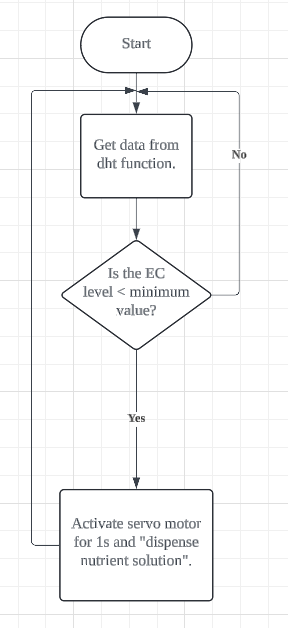 Start
Get data from
dht function.
No
Is the EC
level < minimum
value?
Yes
Activate servo motor
for 1s and "dispense
nutrient solution".